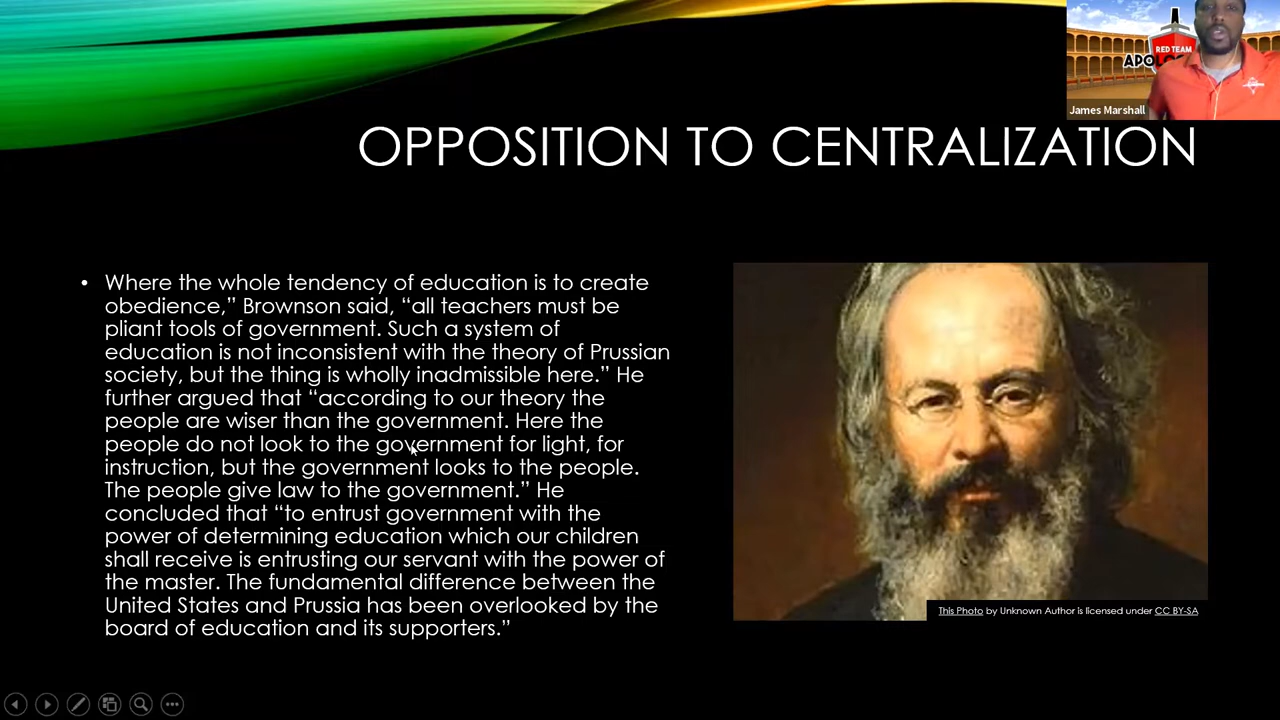 RED TEAM
James Marshall
OPPOSITION TO CENTRALIZATION
• Where the whole tendency of education is to create
obedience,” Brownson said, “all teachers must be
pliant tools of government. Such a system of
education is not inconsistent with the theory of Prussian
society, but the thing is wholly inadmissible here.” He
further argued that “according to our theory the
people are wiser than the government. Here the
people do not look to the government for light, for
instruction, but the government looks to the people.
The people give law to the government.” He
concluded that “to entrust government with the
power of determining education which our children
shall receive is entrusting our servant with the power of
the master. The fundamental difference between the
United States and Prussia has been overlooked by the
board of education and its supporters.”
This Photo by Unknown Author is licensed under CC BY-SA